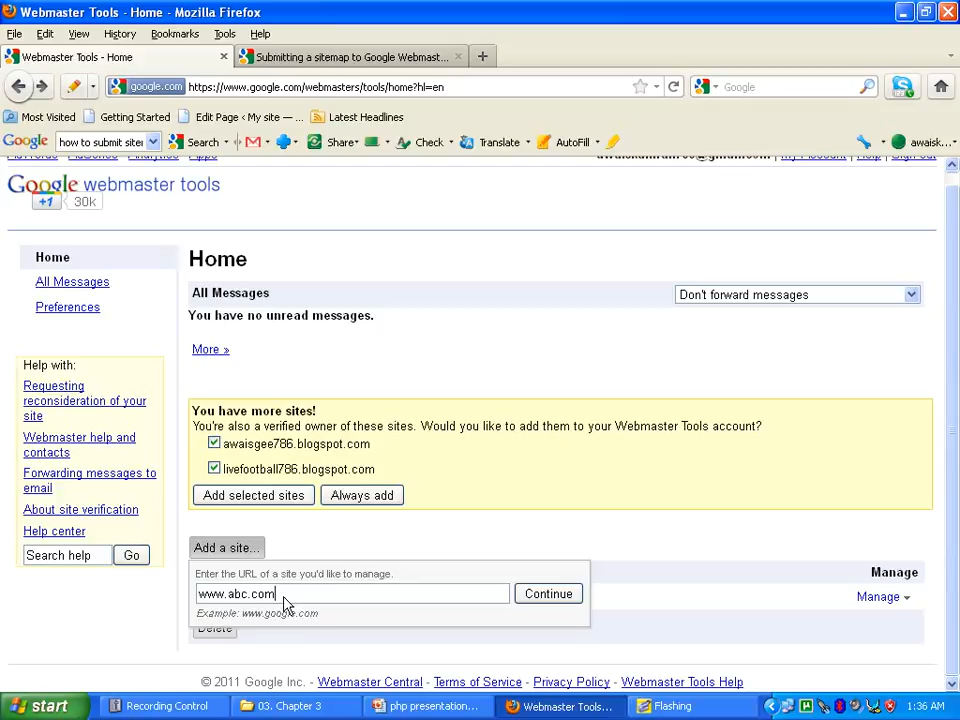 Webmaster Tools - Home - Mozilla Firefox
File Edit View History Bookmarks Tools Help
Webmaster Tools - Home
Submitting a sitemap to Google Webmast...
google.com https://www.google.com/webmasters/tools/home?hl=en
Google
Most Visited Getting Started Edit Page < My site — ... Latest Headlines
Google how to submit site Search Share Check Translate AutoFill awaisk...
My Account Help Sign out
Google webmaster tools
+1 30k
Home
All Messages
Preferences
Help with:
Requesting
reconsideration of your
site
Webmaster help and
contacts
Forwarding messages to
email
About site verification
Help center
Search help Go
Home
All Messages Don't forward messages
You have no unread messages.
More »
You have more sites!
You're also a verified owner of these sites. Would you like to add them to your Webmaster Tools account?
awaisgee786.blogspot.com
livefootball786.blogspot.com
Add selected sites Always add
Add a site...
Enter the URL of a site you'd like to manage.
www.abc.com Continue
Example: www.google.com
Manage
Manage
Delete
© 2011 Google Inc. - Webmaster Central - Terms of Service - Privacy Policy - Webmaster Tools Help
start Recording Control 03. Chapter 3 php presentation... Webmaster Tools... Flashing 1:36 AM